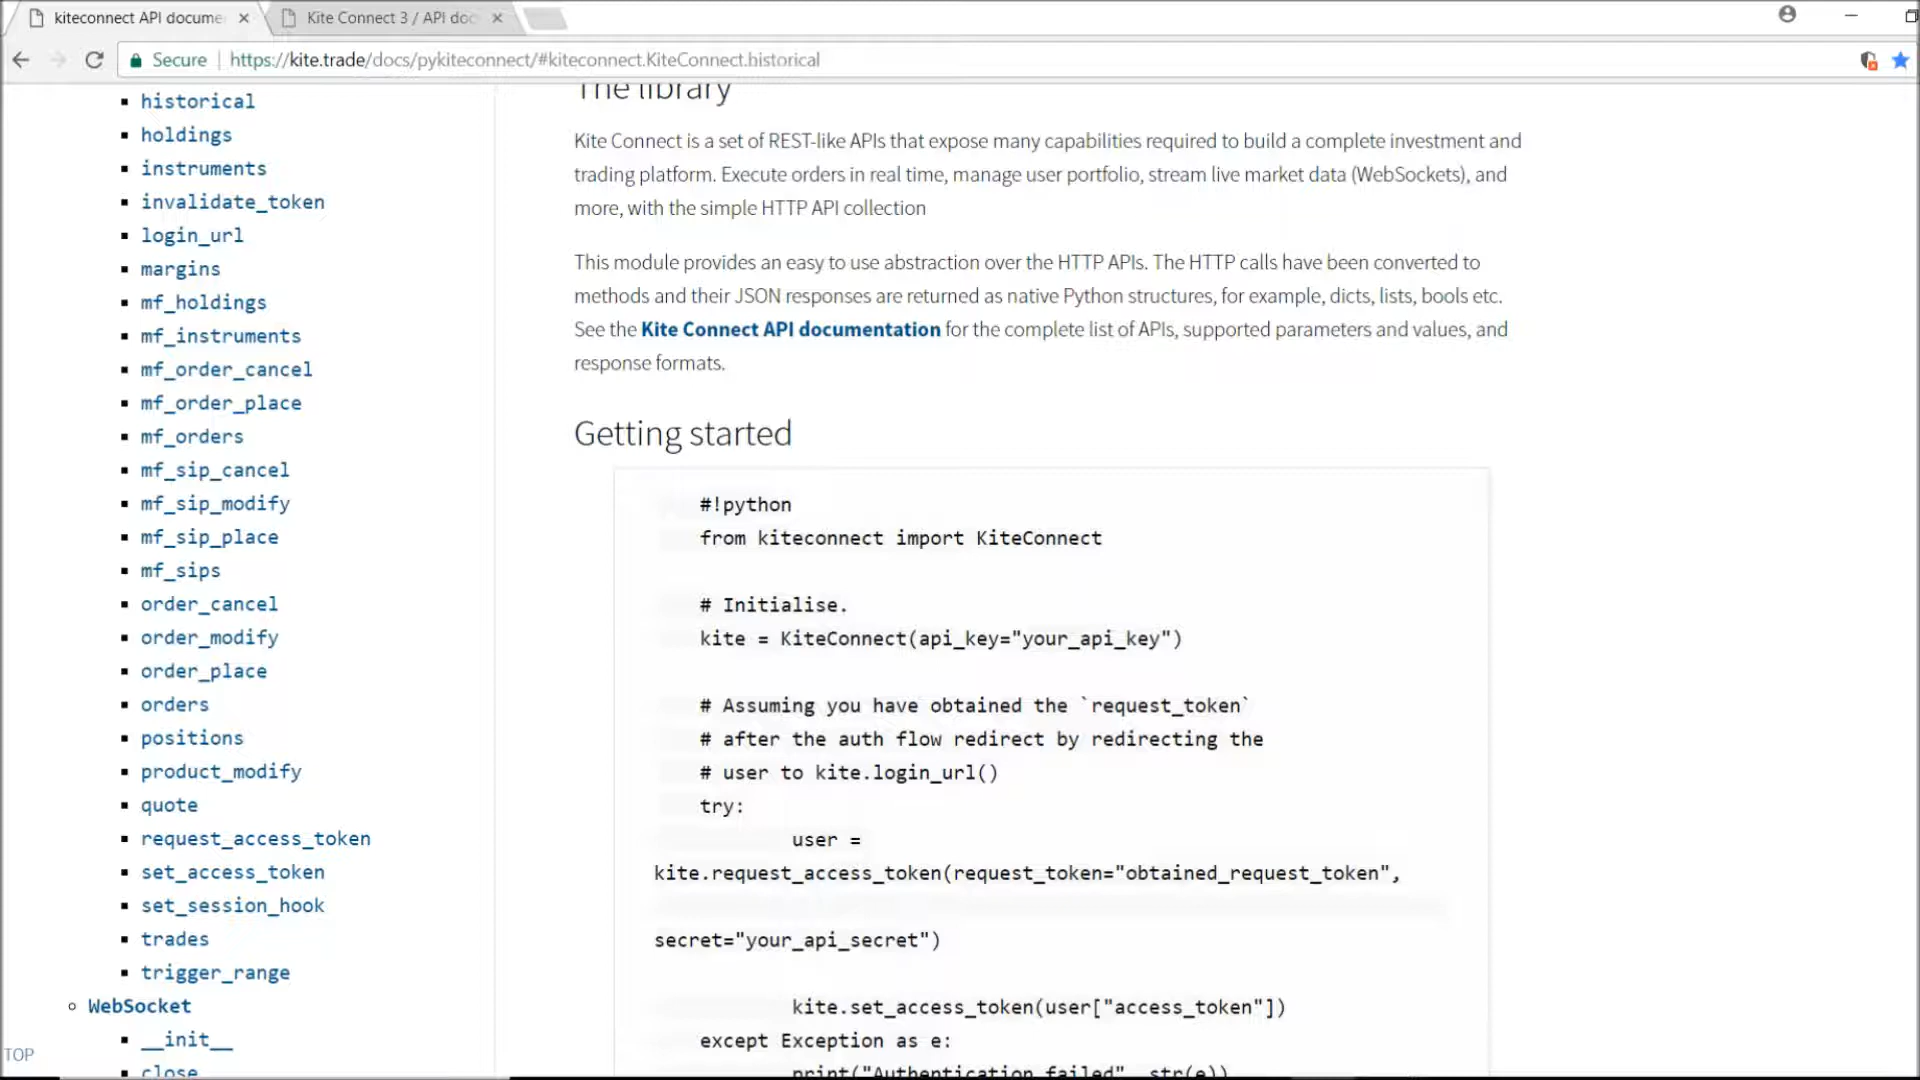 kiteconnect API docume
Kite Connect 3 / API doc
Secure
https://kite.trade/docs/pykiteconnect/#kiteconnect.KiteConnect.historical
historical
holdings
instruments
invalidate_token
login_url
margins
mf_holdings
mf_instruments
mf_order_cancel
mf_order_place
mf_orders
mf_sip_cancel
mf_sip_modify
mf_sip_place
mf_sips
order_cancel
order_modify
order_place
orders
positions
product_modify
quote
request_access_token
set_access_token
set_session_hook
trades
trigger_range
WebSocket
__init__
close
TOP
The library
Kite Connect is a set of REST-like APIs that expose many capabilities required to build a complete investment and
trading platform. Execute orders in real time, manage user portfolio, stream live market data (WebSockets), and
more, with the simple HTTP API collection
This module provides an easy to use abstraction over the HTTP APIs. The HTTP calls have been converted to
methods and their JSON responses are returned as native Python structures, for example, dicts, lists, bools etc.
See the Kite Connect API documentation for the complete list of APIs, supported parameters and values, and
response formats.
Getting started
#!python
from kiteconnect import KiteConnect
# Initialise.
kite = KiteConnect(api_key="your_api_key")
# Assuming you have obtained the `request_token`
# after the auth flow redirect by redirecting the
# user to kite.login_url()
try:
user =
kite.request_access_token(request_token="obtained_request_token",
secret="your_api_secret")
kite.set_access_token(user["access_token"])
except Exception as e:
print("Authentication failed", str(e))